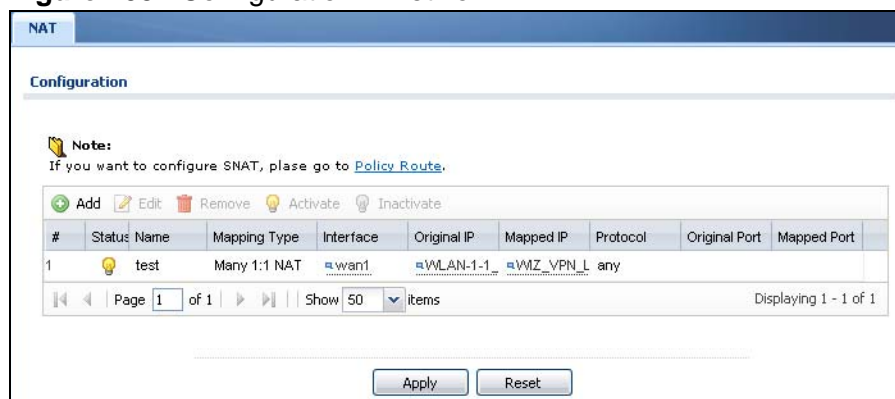 NAT
Configuration
Note:
If you want to configure SNAT, plase go to Policy Route.
Add Edit Remove Activate Inactivate
# Status Name Mapping Type Interface Original IP Mapped IP Protocol Original Port Mapped Port
1 test Many 1:1 NAT wan1 WLAN-1-1_ WIZ_VPN_L any
Page 1 of 1 Show 50 items Displaying 1 - 1 of 1
Apply Reset